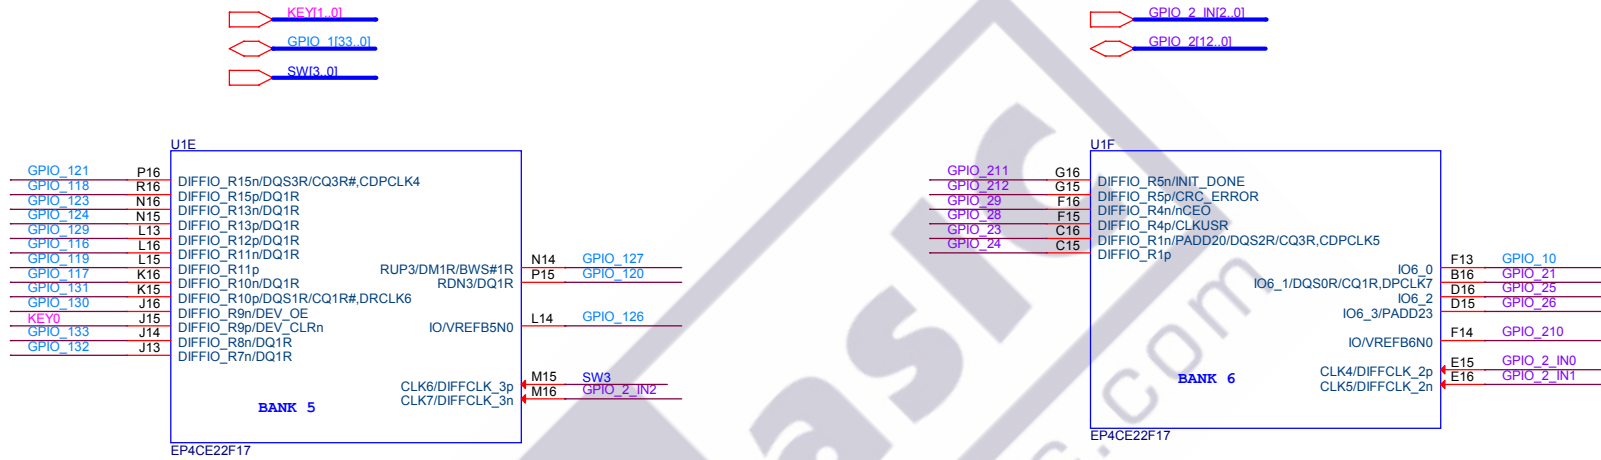 KEY[1..0]
GPIO_1[33..0]
SW[3..0]
GPIO_2_IN[2..0]
GPIO_2[12..0]
U1E
GPIO_121 P16 DIFFIO_R15n/DQS3R/CQ3R#,CDPCLK4
GPIO_118 R16 DIFFIO_R15p/DQ1R
GPIO_123 N16 DIFFIO_R13n/DQ1R
GPIO_124 N15 DIFFIO_R13p/DQ1R
GPIO_129 L13 DIFFIO_R12p/DQ1R
GPIO_116 L16 DIFFIO_R11n/DQ1R
GPIO_119 L15 DIFFIO_R11p
GPIO_117 K16 DIFFIO_R10n/DQ1R
GPIO_131 K15 DIFFIO_R10p/DQS1R/CQ1R#,DRCLK6
GPIO_130 J16 DIFFIO_R9n/DEV_OE
KEY0 J15 DIFFIO_R9p/DEV_CLRn
GPIO_133 J14 DIFFIO_R8n/DQ1R
GPIO_132 J13 DIFFIO_R7n/DQ1R
RUP3/DM1R/BWS#1R N14 GPIO_127
RDN3/DQ1R P15 GPIO_120
IO/VREFB5N0 L14 GPIO_126
CLK6/DIFFCLK_3p M15 SW3
CLK7/DIFFCLK_3n M16 GPIO_2_IN2
BANK 5
EP4CE22F17
U1F
GPIO_211 G16 DIFFIO_R5n/INIT_DONE
GPIO_212 G15 DIFFIO_R5p/CRC_ERROR
GPIO_29 F16 DIFFIO_R4n/nCEO
GPIO_28 F15 DIFFIO_R4p/CLKUSR
GPIO_23 C16 DIFFIO_R1n/PADD20/DQS2R/CQ3R,CDPCLK5
GPIO_24 C15 DIFFIO_R1p
IO6_0 F13 GPIO_10
IO6_1/DQS0R/CQ1R,DPCLK7 B16 GPIO_21
IO6_2 D16 GPIO_25
IO6_3/PADD23 D15 GPIO_26
IO/VREFB6N0 F14 GPIO_210
CLK4/DIFFCLK_2p E15 GPIO_2_IN0
CLK5/DIFFCLK_2n E16 GPIO_2_IN1
BANK 6
EP4CE22F17
asic
s.com